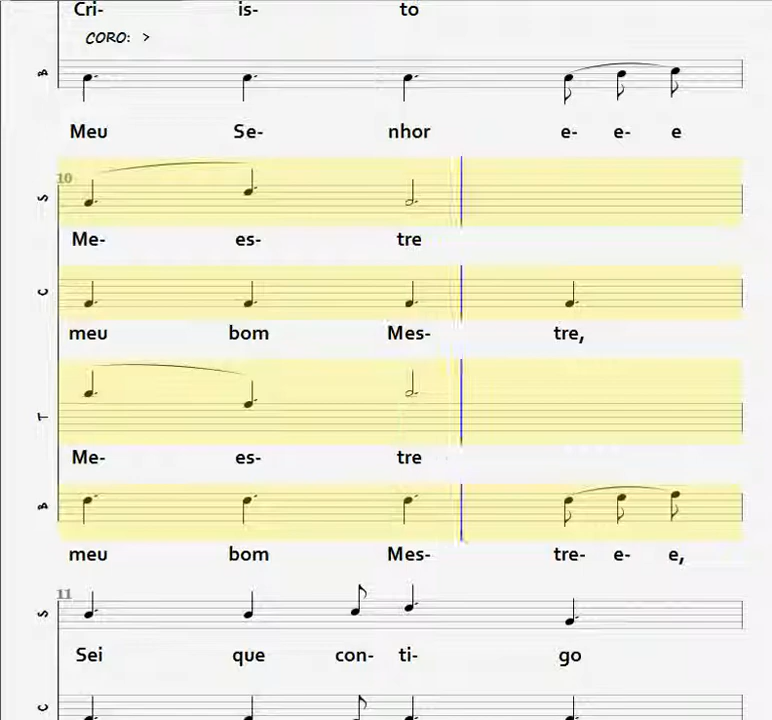 Cri- is- to
CORO: >
B
Meu Se- nhor e- e- e
10
S
Me- es- tre
C
meu bom Mes- tre,
T
Me- es- tre
B
meu bom Mes- tre- e- e,
11
S
Sei que con- ti- go
C